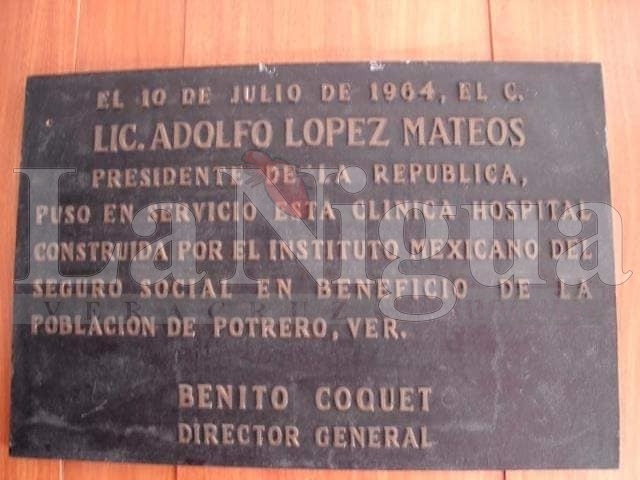 EL 10 DE JULIO DE 1964, EL C.
LIC. ADOLFO LOPEZ MATEOS
PRESIDENTE DE LA REPUBLICA,
PUSO EN SERVICIO ESTA CLINICA HOSPITAL
CONSTRUIDA POR EL INSTITUTO MEXICANO DEL
SEGURO SOCIAL EN BENEFICIO DE LA
POBLACION DE POTRERO, VER.
BENITO COQUET
DIRECTOR GENERAL
LaNigua
VERACRUZ